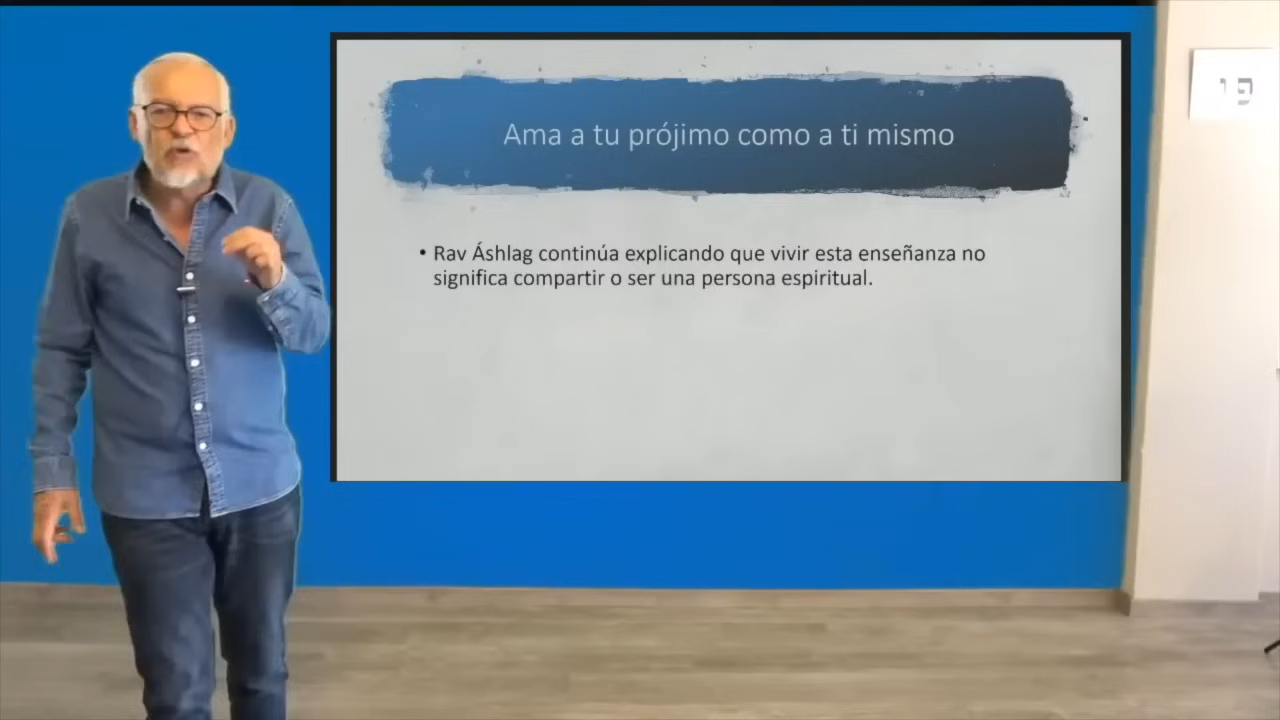 Ama a tu prójimo como a ti mismo
• Rav Áshlag continúa explicando que vivir esta enseñanza no
significa compartir o ser una persona espiritual.